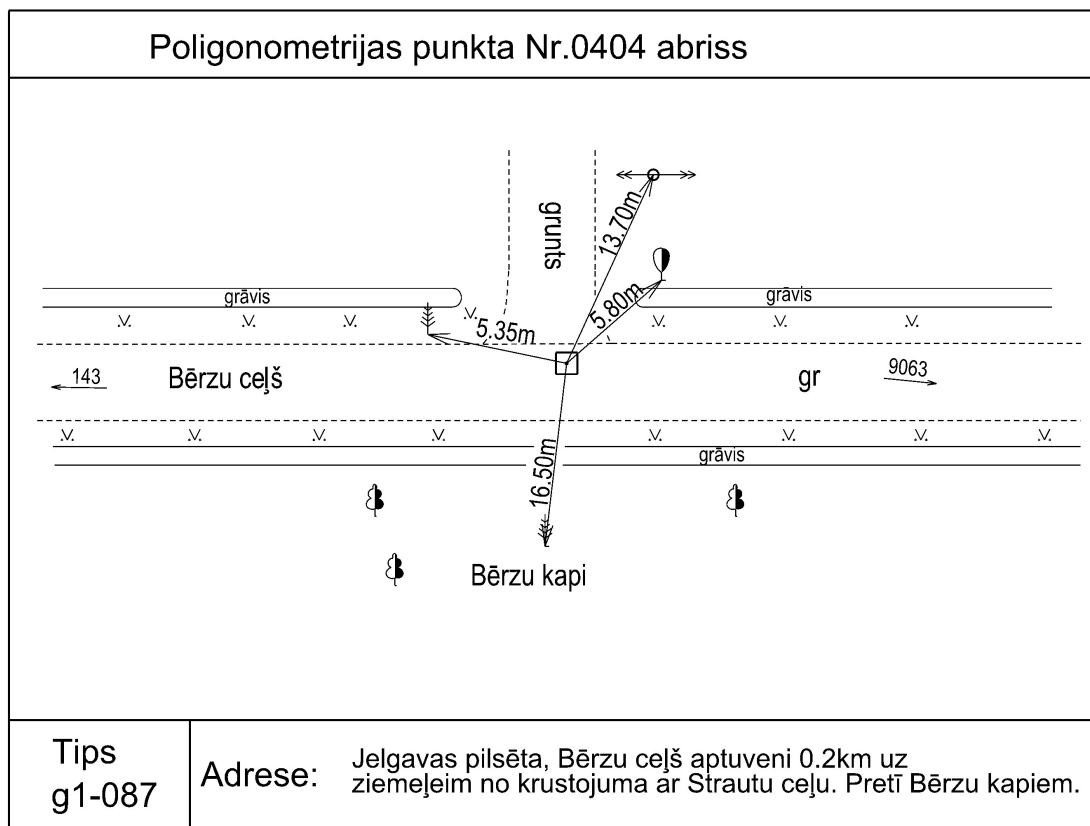 Poligonometrijas punkta Nr.0404 abriss
grunts
13.70m
grāvis
5.80m
grāvis
5.35m
143
Bērzu ceļš
gr
9063
grāvis
16.50m
Bērzu kapi
Tips
g1-087
Adrese:
Jelgavas pilsēta, Bērzu ceļš aptuveni 0.2km uz
ziemeļeim no krustojuma ar Strautu ceļu. Pretī Bērzu kapiem.